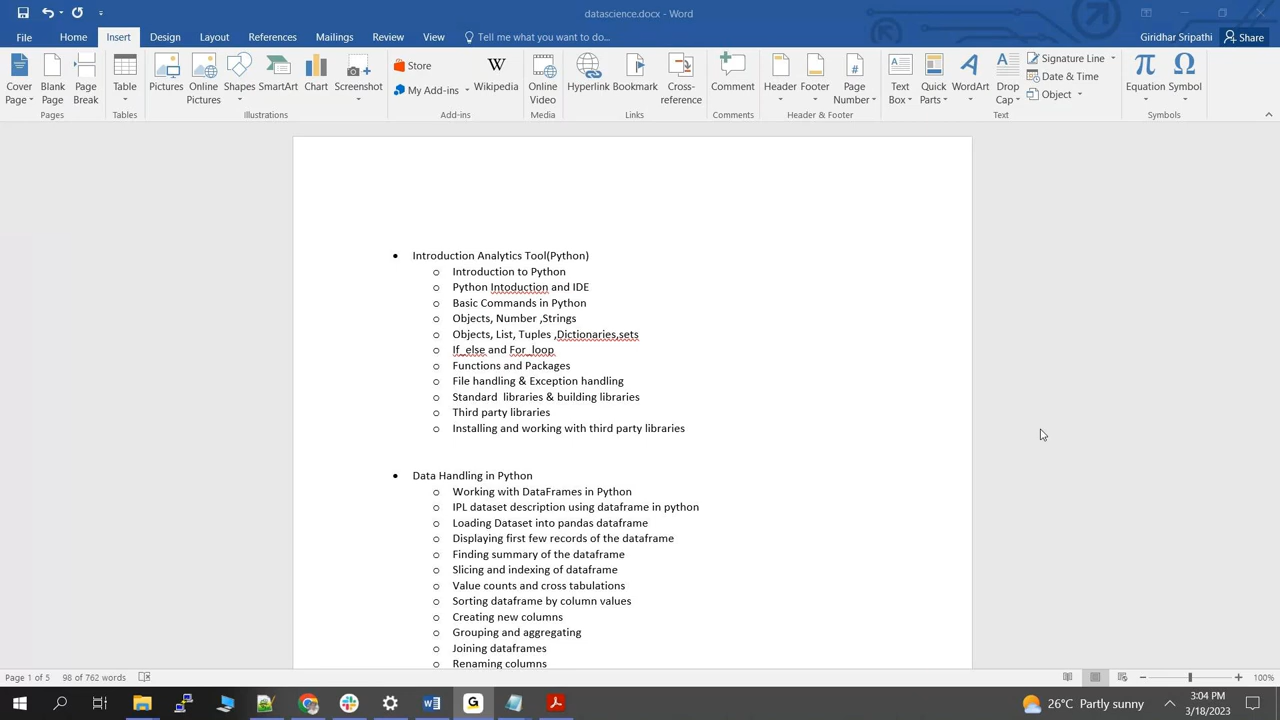 datascience.docx - Word
File Home Insert Design Layout References Mailings Review View Tell me what you want to do... Giridhar Sripathi Share
Cover Page Blank Page Page Break Table Pictures Online Pictures Shapes SmartArt Chart Screenshot Store My Add-ins Wikipedia Online Video Hyperlink Bookmark Cross-reference Comment Header Footer Page Number Text Box Quick Parts WordArt Drop Cap Signature Line Date & Time Object Equation Symbol
Pages Tables Illustrations Add-ins Media Links Comments Header & Footer Text Symbols
• Introduction Analytics Tool(Python)
o Introduction to Python
o Python Intoduction and IDE
o Basic Commands in Python
o Objects, Number ,Strings
o Objects, List, Tuples ,Dictionaries,sets
o If_else and For_loop
o Functions and Packages
o File handling & Exception handling
o Standard  libraries & building libraries
o Third party libraries
o Installing and working with third party libraries
• Data Handling in Python
o Working with DataFrames in Python
o IPL dataset description using dataframe in python
o Loading Dataset into pandas dataframe
o Displaying first few records of the dataframe
o Finding summary of the dataframe
o Slicing and indexing of dataframe
o Value counts and cross tabulations
o Sorting dataframe by column values
o Creating new columns
o Grouping and aggregating
o Joining dataframes
o Renaming columns
Page 1 of 5 98 of 762 words 100%
26°C Partly sunny 3:04 PM
3/18/2023